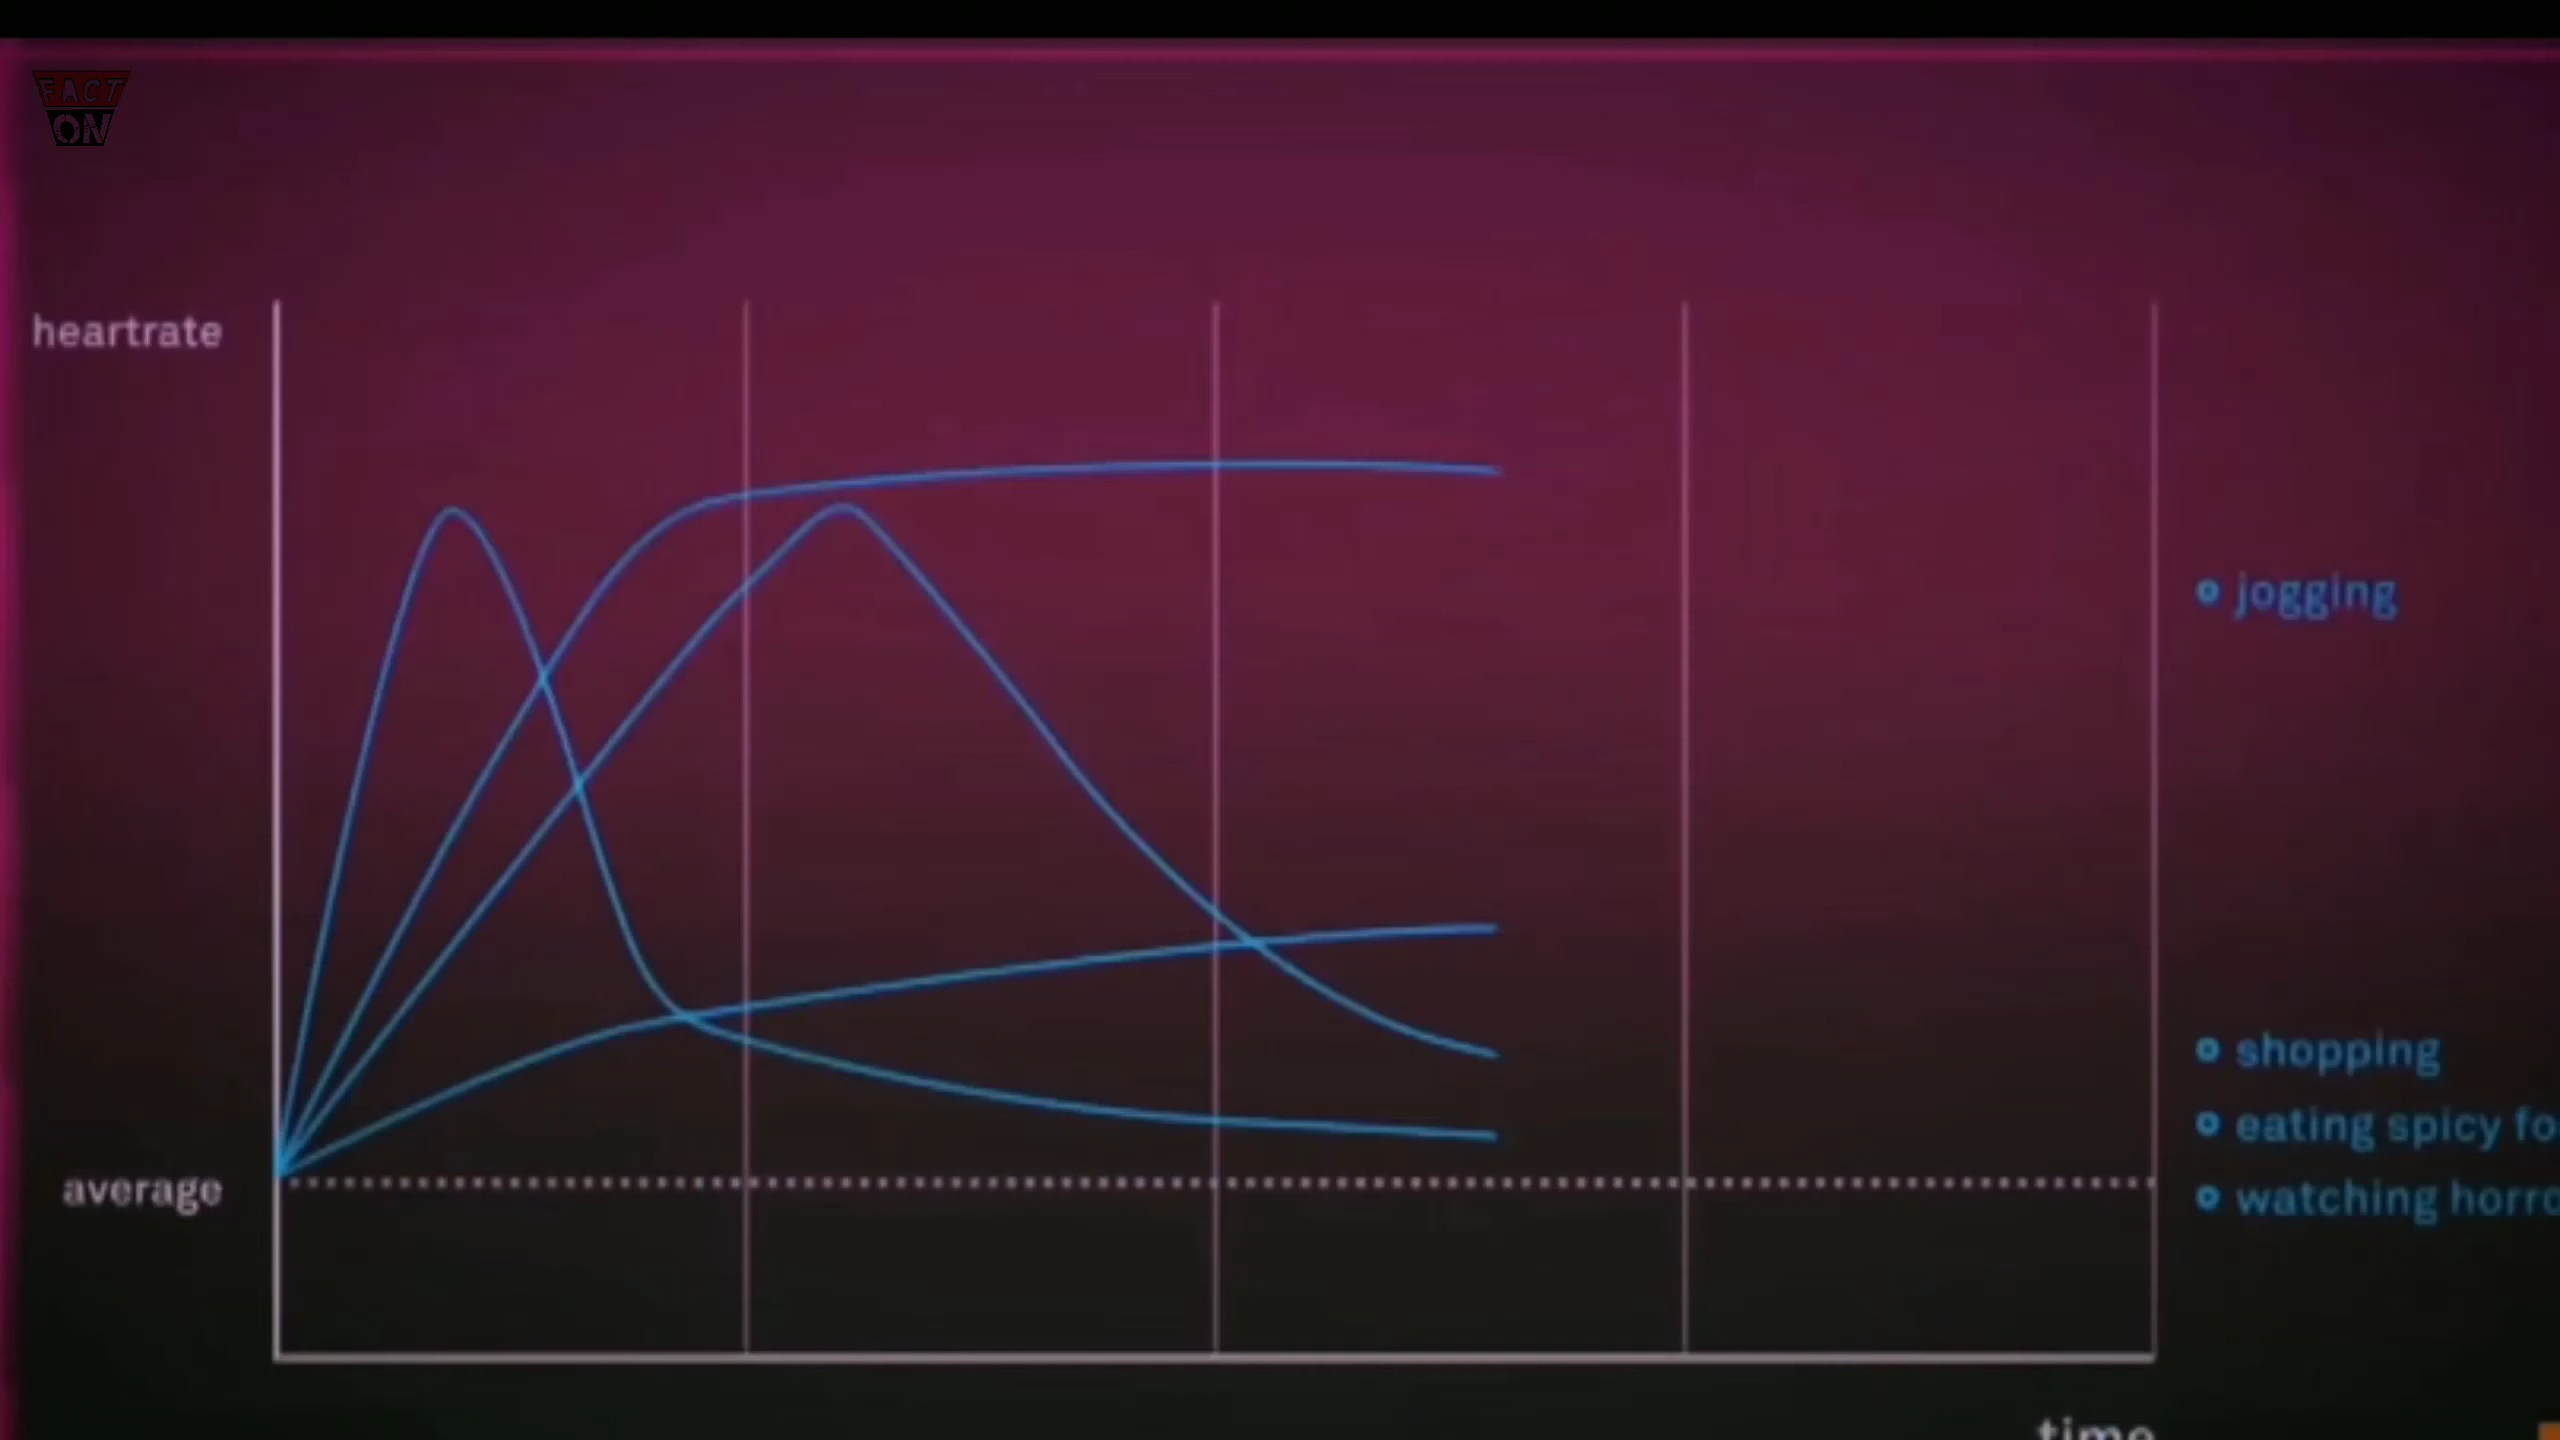 FACT
ON
heartrate
jogging
shopping
eating spicy fo
average
watching horro
time